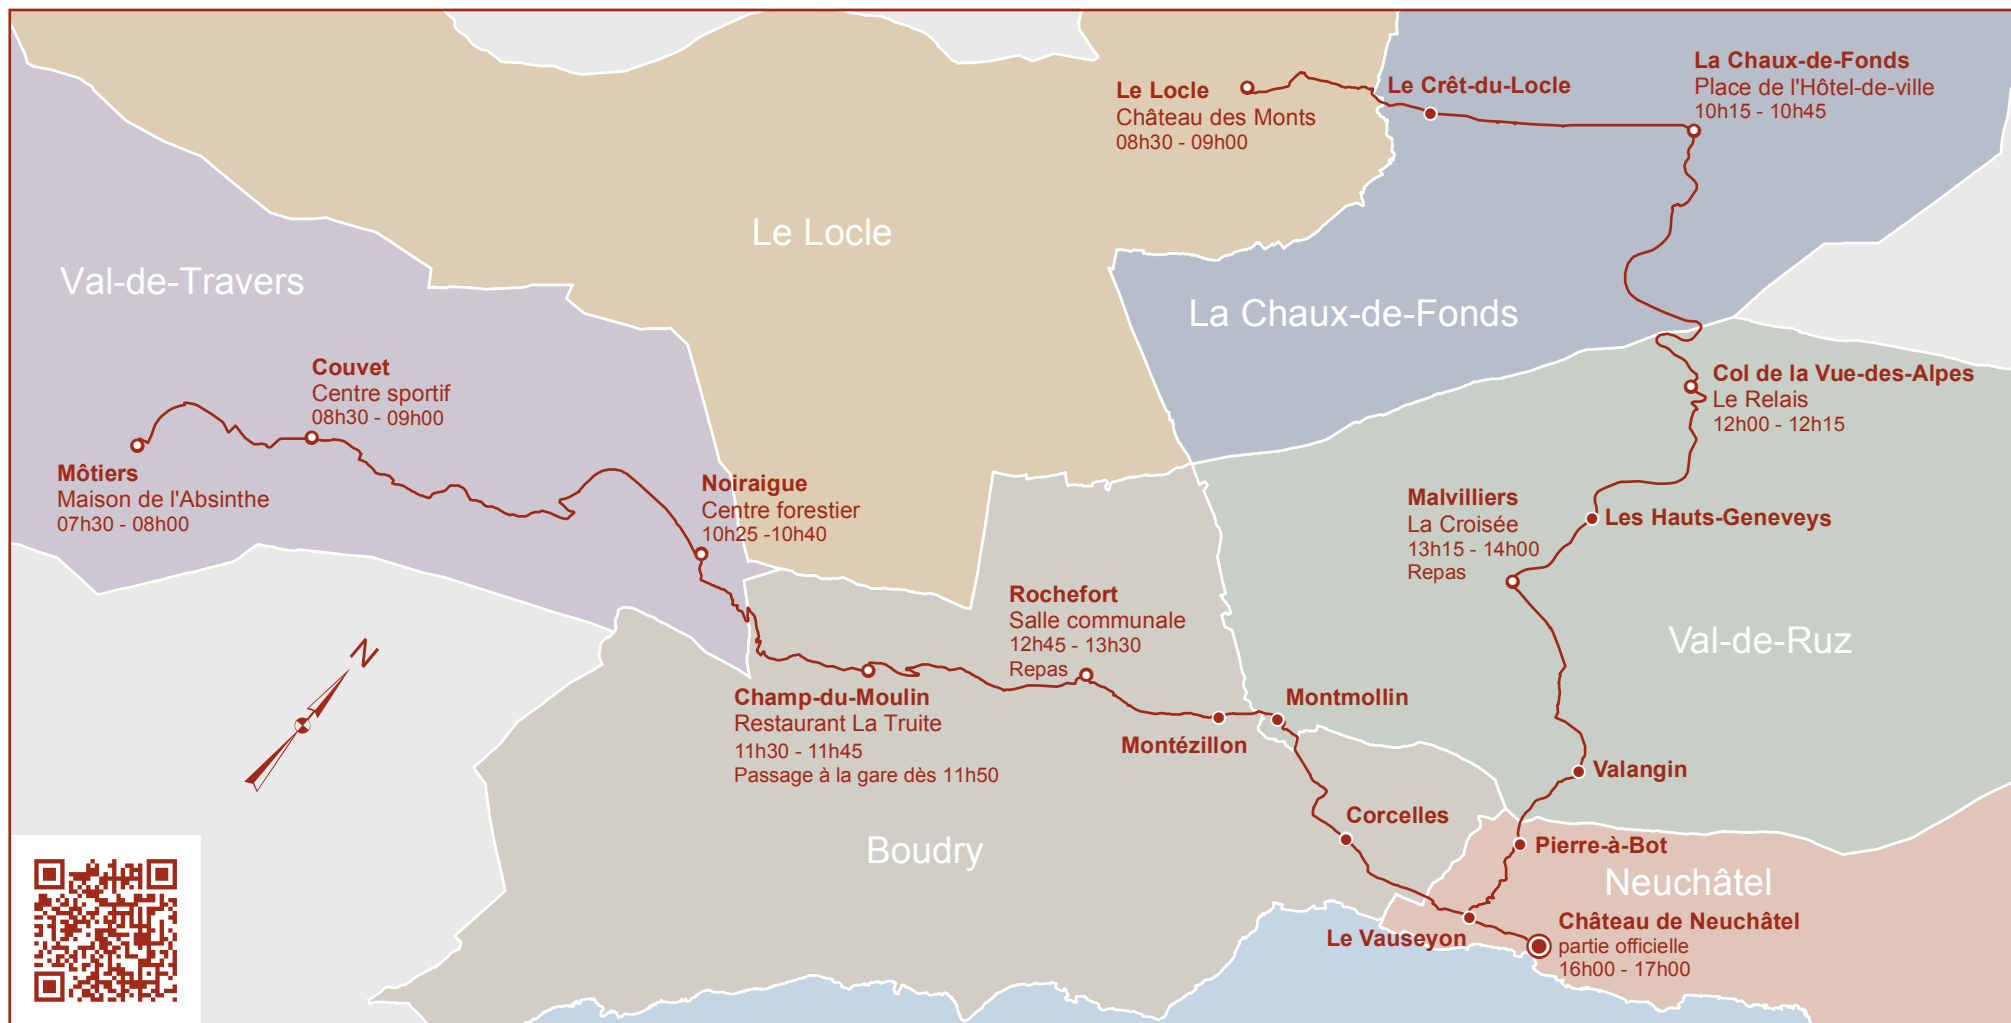 La Chaux-de-Fonds
Place de l'Hôtel-de-ville
10h15 - 10h45
Le Crêt-du-Locle
Le Locle
Château des Monts
08h30 - 09h00
Le Locle
Val-de-Travers
La Chaux-de-Fonds
Couvet
Centre sportif
08h30 - 09h00
Col de la Vue-des-Alpes
Le Relais
12h00 - 12h15
Môtiers
Maison de l'Absinthe
07h30 - 08h00
Noiraigue
Centre forestier
10h25 -10h40
Malvilliers
La Croisée
13h15 - 14h00
Repas
Les Hauts-Geneveys
Rochefort
Salle communale
12h45 - 13h30
Repas
Val-de-Ruz
N
Champ-du-Moulin
Restaurant La Truite
11h30 - 11h45
Passage à la gare dès 11h50
Montmollin
Montézillon
Valangin
Corcelles
Boudry
Pierre-à-Bot
Neuchâtel
Le Vauseyon
Château de Neuchâtel
partie officielle
16h00 - 17h00